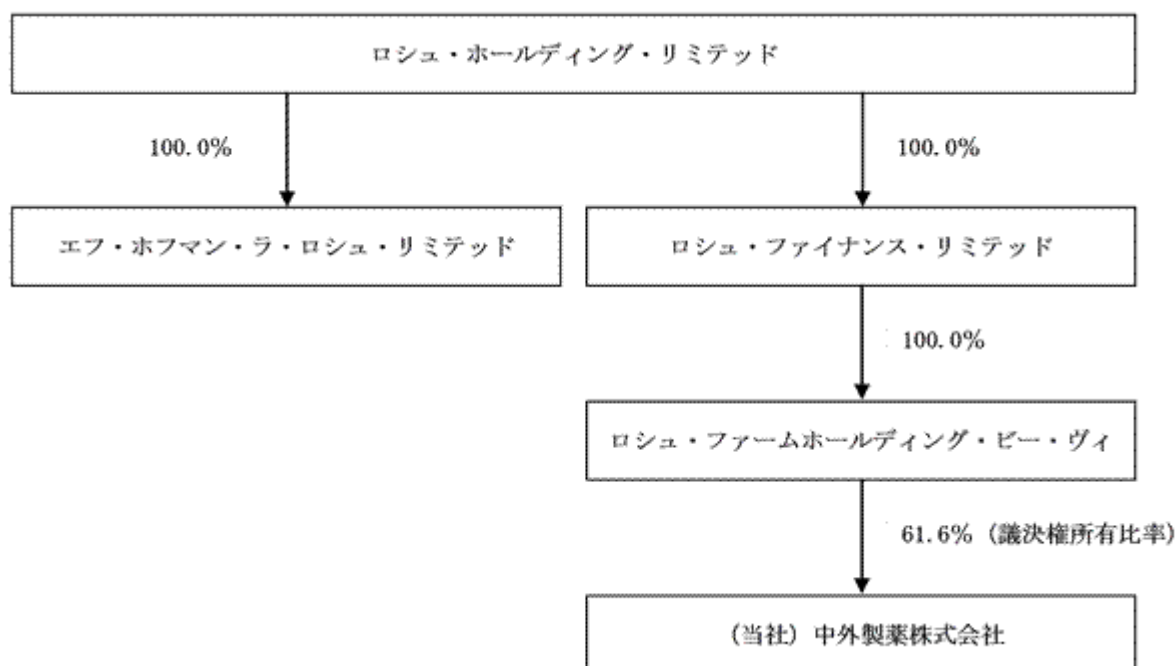 ロシュ・ホールディング・リミテッド
100.0%
100.0%
エフ・ホフマン・ラ・ロシュ・リミテッド
ロシュ・ファイナンス・リミテッド
100.0%
ロシュ・ファームホールディング・ビー・ヴィ
61.6% (議決権所有比率)
(当社) 中外製薬株式会社